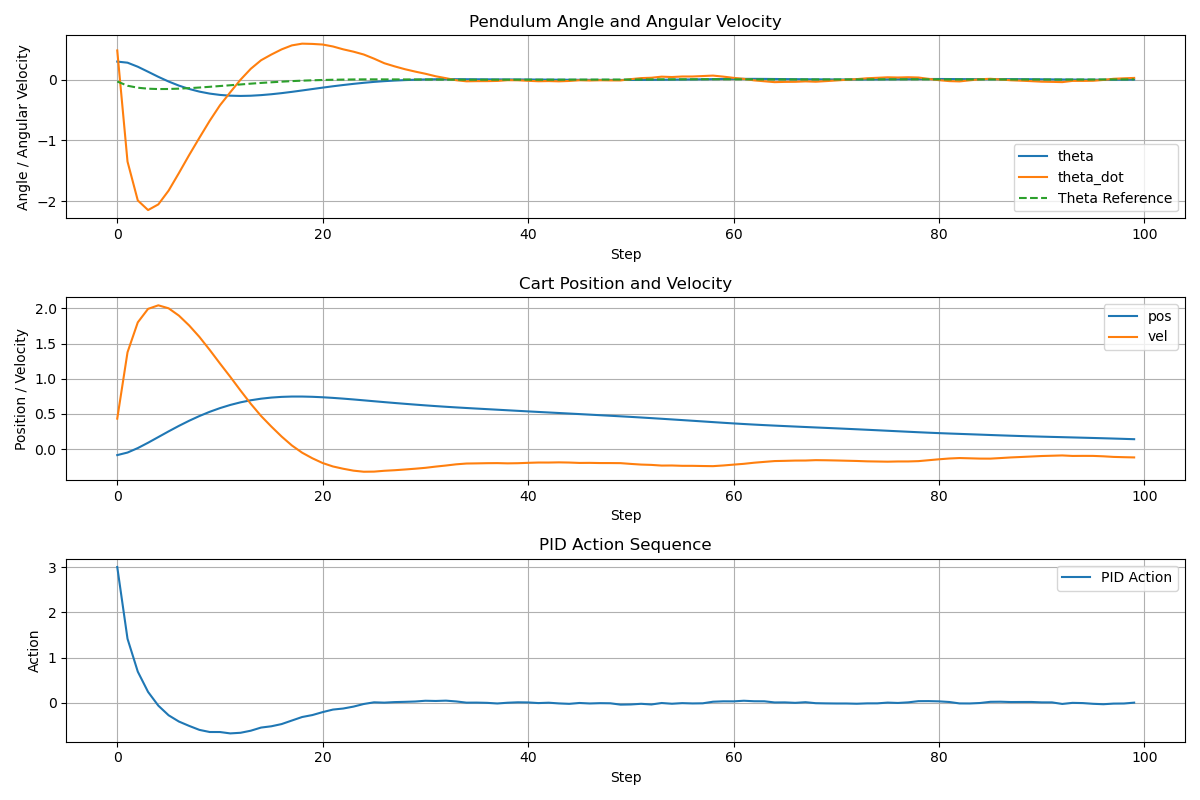 Pendulum Angle and Angular Velocity
Angle / Angular Velocity
0
−1
−2
theta
theta_dot
Theta Reference
0 20 40 60 80 100
Step
Cart Position and Velocity
Position / Velocity
2.0
1.5
1.0
0.5
0.0
pos
vel
0 20 40 60 80 100
Step
PID Action Sequence
Action
3
2
1
0
PID Action
0 20 40 60 80 100
Step